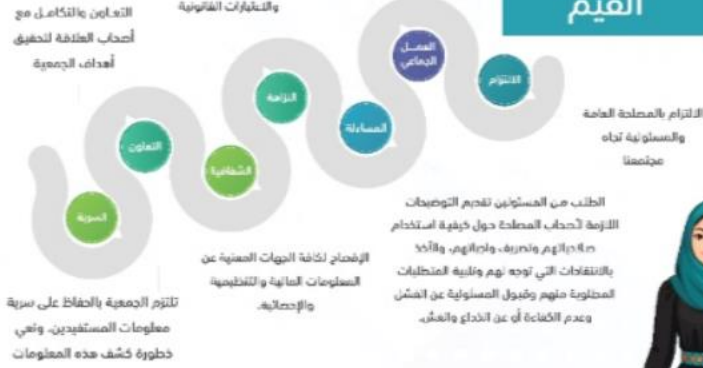 القيم
والاعتبارات القانونية
التعاون والتكامل مع
أصحاب العلاقة لتحقيق
أهداف الجمعية
الالتزام
العمل
الجماعي
المساءلة
النزاهة
الشفافية
التعاون
السرية
الالتزام بالمصلحة العامة
والمسئولية تجاه
مجتمعنا
الطلب من المسئولين تقديم التوضيحات
اللازمة لأصحاب المصلحة حول كيفية استخدام
صلاحياتهم وتصريف واجباتهم، والأخذ
بالانتقادات التي توجه لهم وتلبية المتطلبات
المطلوبة منهم وقبول المسئولية عن الفشل
وعدم الكفاءة أو عن الخداع والغش.
الإفصاح لكافة الجهات المعنية عن
المعلومات المالية والتنظيمية
والإحصائية.
تلتزم الجمعية بالحفاظ على سرية
معلومات المستفيدين، ونعي
خطورة كشف هذه المعلومات